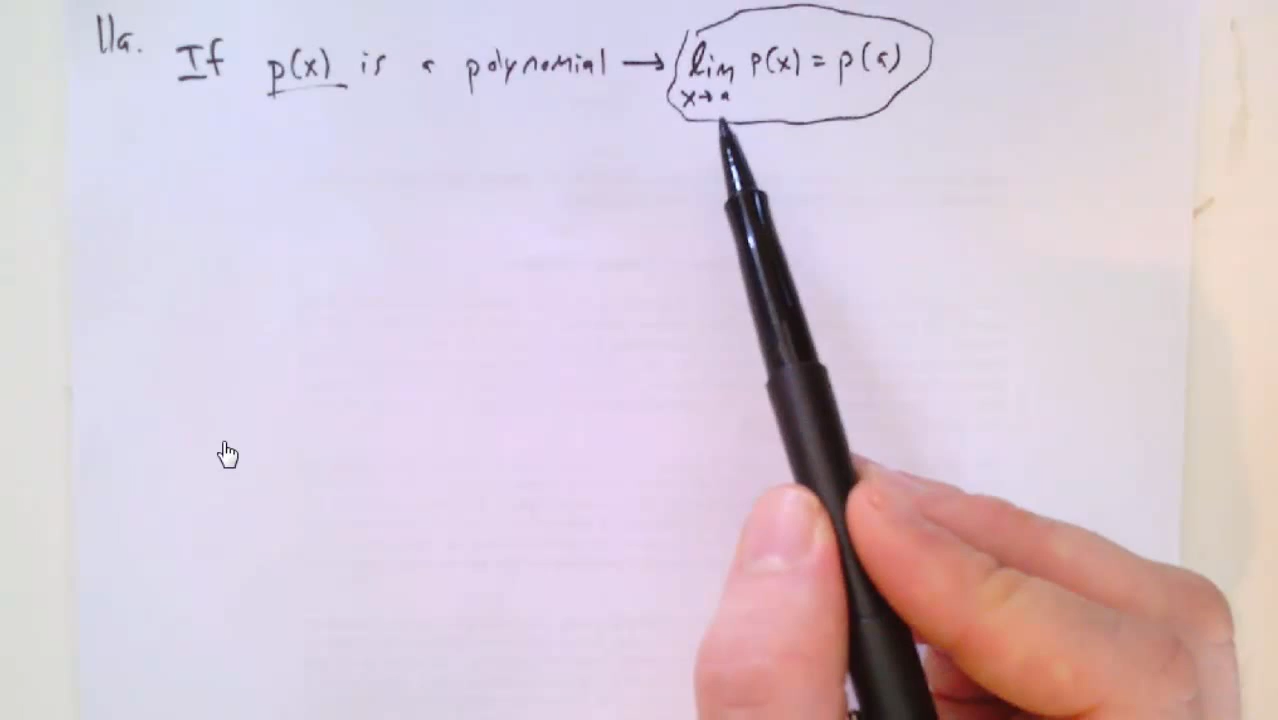 11a. If p(x) is a polynomial → lim p(x) = p(a)
x→a